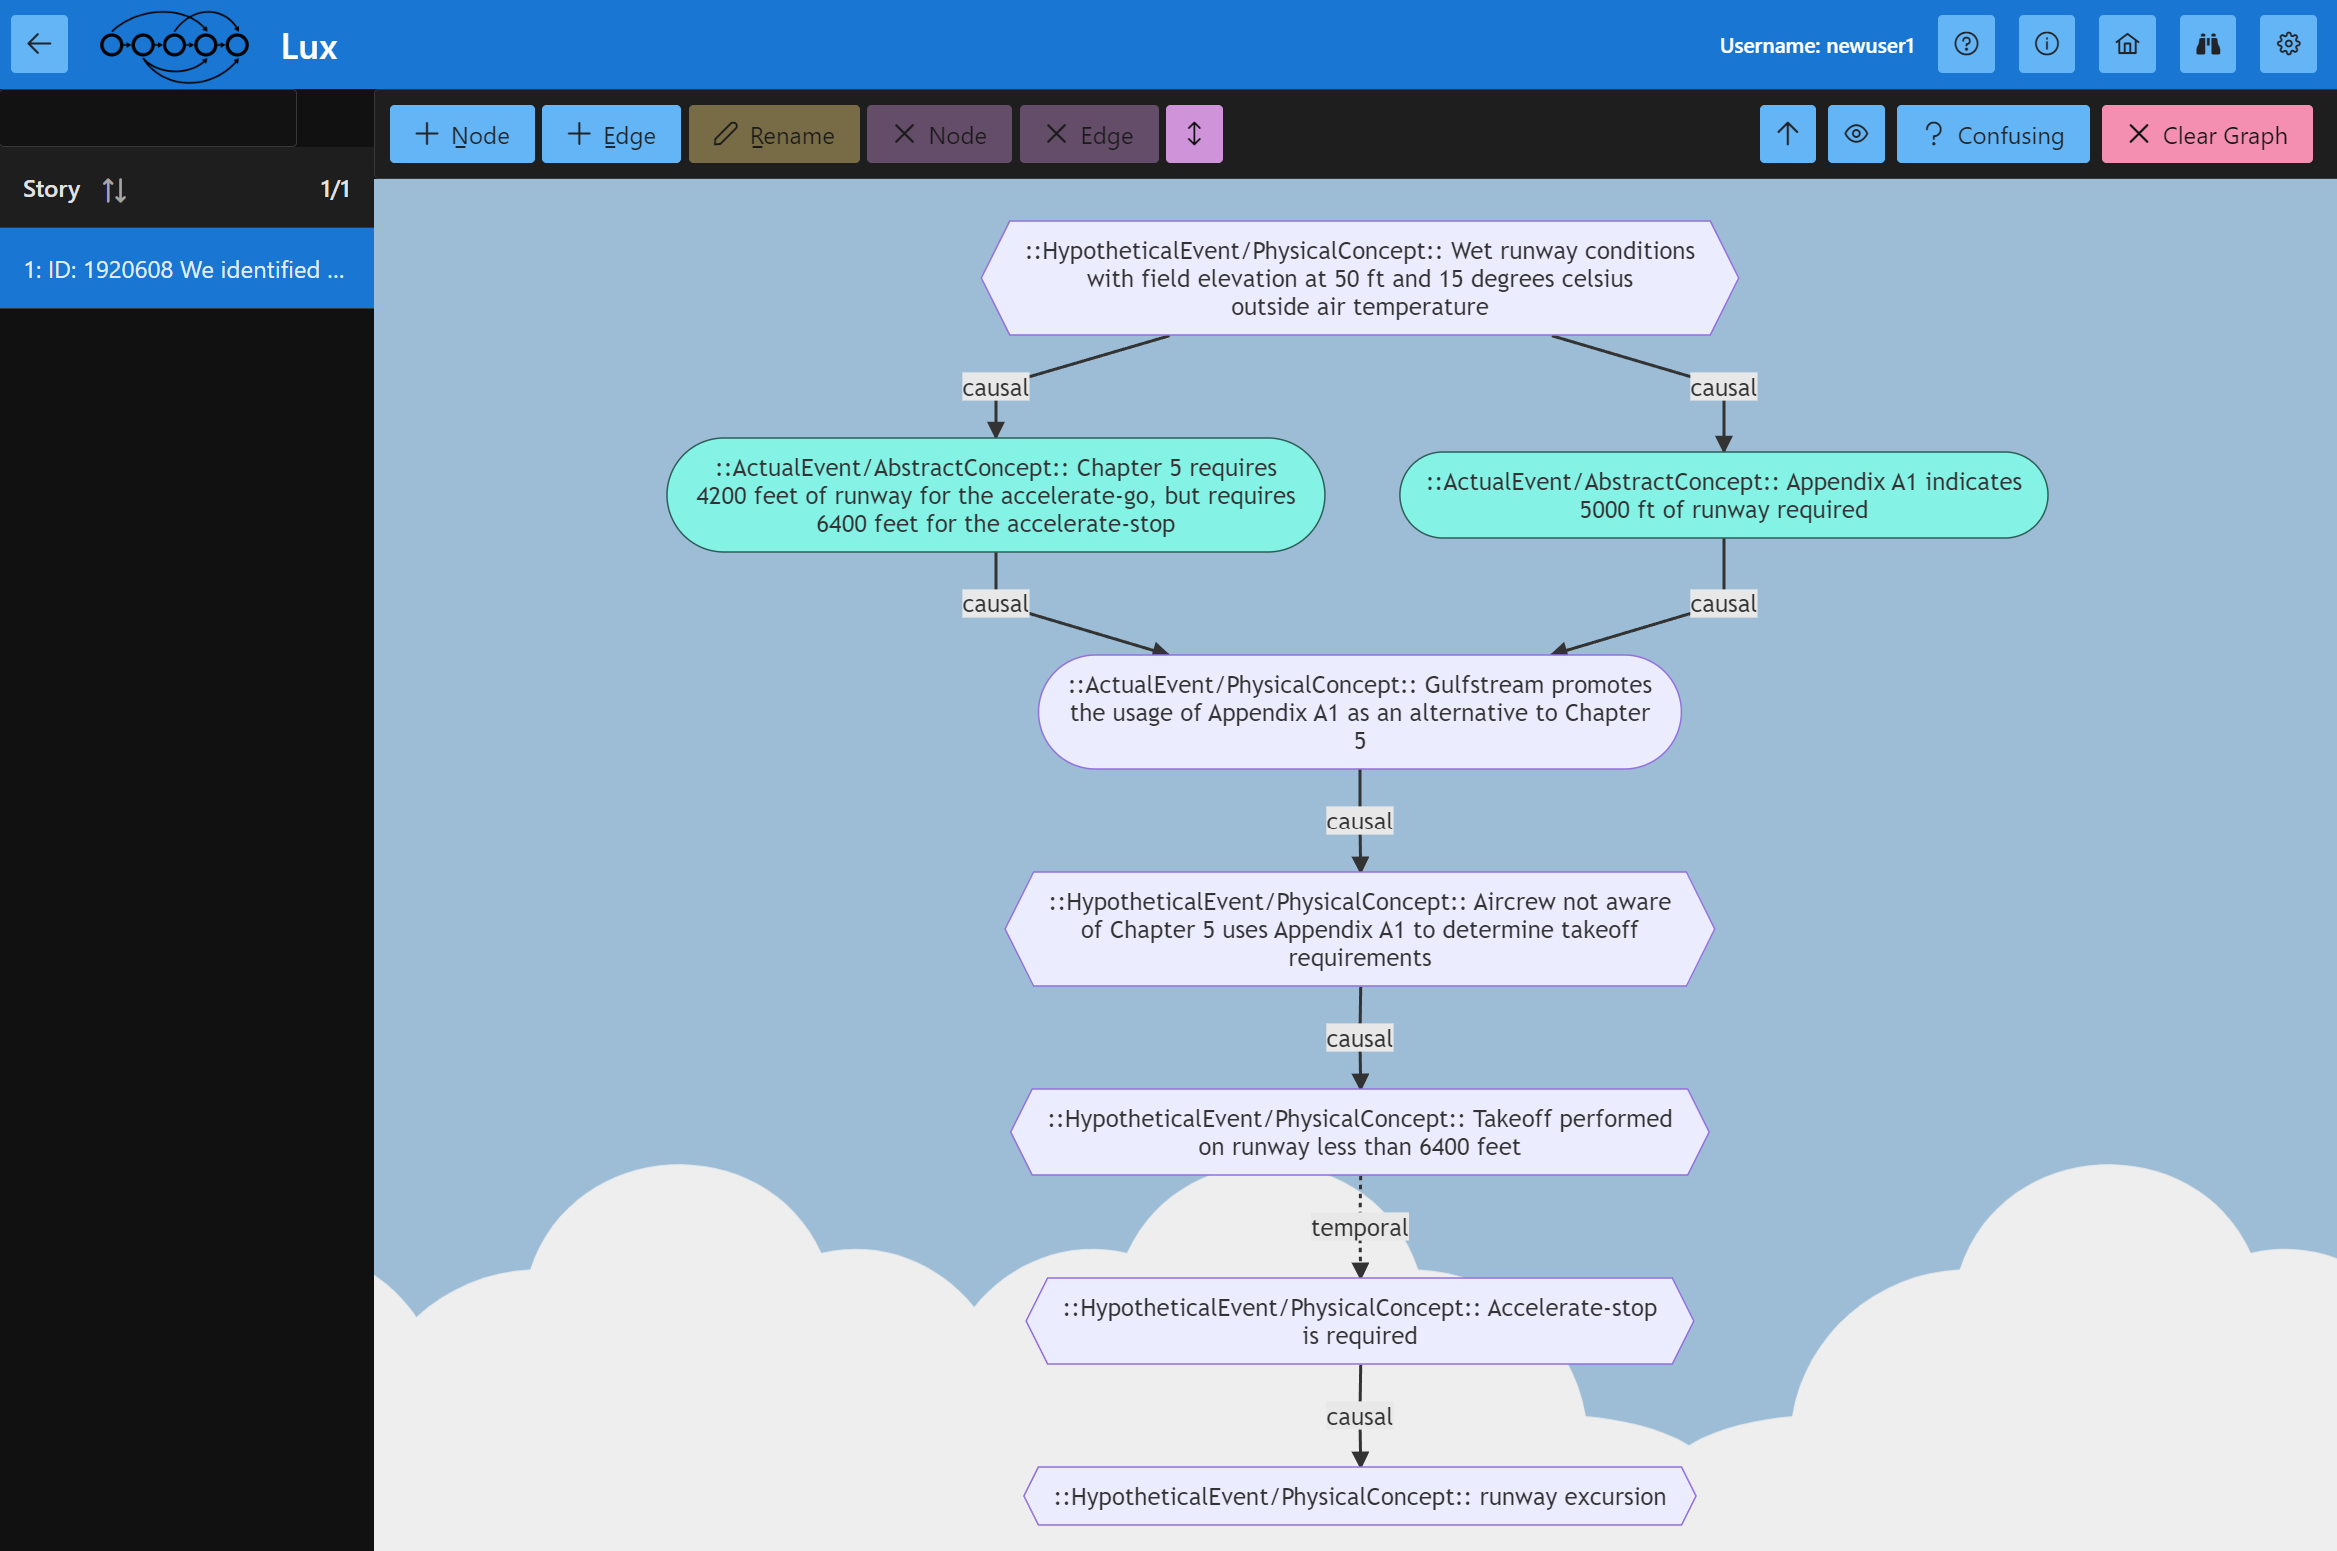 Lux
Username: newuser1
Node
Edge
Rename
Node
Edge
Confusing
Clear Graph
Story
1/1
1: ID: 1920608 We identified ...
::HypotheticalEvent/PhysicalConcept:: Wet runway conditions
with field elevation at 50 ft and 15 degrees celsius
outside air temperature
causal
causal
::ActualEvent/AbstractConcept:: Chapter 5 requires
4200 feet of runway for the accelerate-go, but requires
6400 feet for the accelerate-stop
::ActualEvent/AbstractConcept:: Appendix A1 indicates
5000 ft of runway required
causal
causal
::ActualEvent/PhysicalConcept:: Gulfstream promotes
the usage of Appendix A1 as an alternative to Chapter
5
causal
::HypotheticalEvent/PhysicalConcept:: Aircrew not aware
of Chapter 5 uses Appendix A1 to determine takeoff
requirements
causal
::HypotheticalEvent/PhysicalConcept:: Takeoff performed
on runway less than 6400 feet
temporal
::HypotheticalEvent/PhysicalConcept:: Accelerate-stop
is required
causal
::HypotheticalEvent/PhysicalConcept:: runway excursion